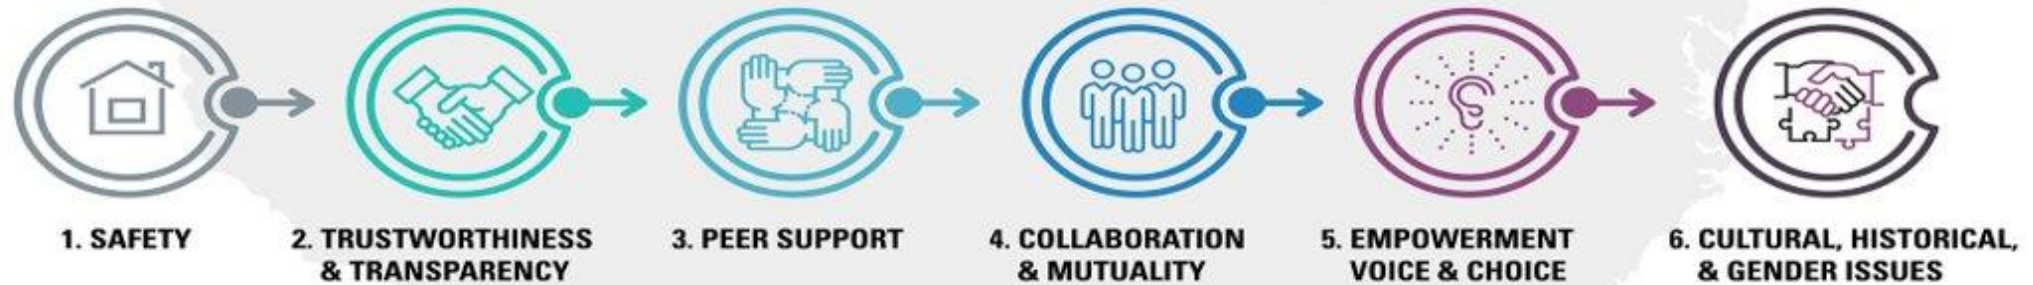 1. SAFETY
2. TRUSTWORTHINESS
& TRANSPARENCY
3. PEER SUPPORT
4. COLLABORATION
& MUTUALITY
5. EMPOWERMENT
VOICE & CHOICE
6. CULTURAL, HISTORICAL,
& GENDER ISSUES